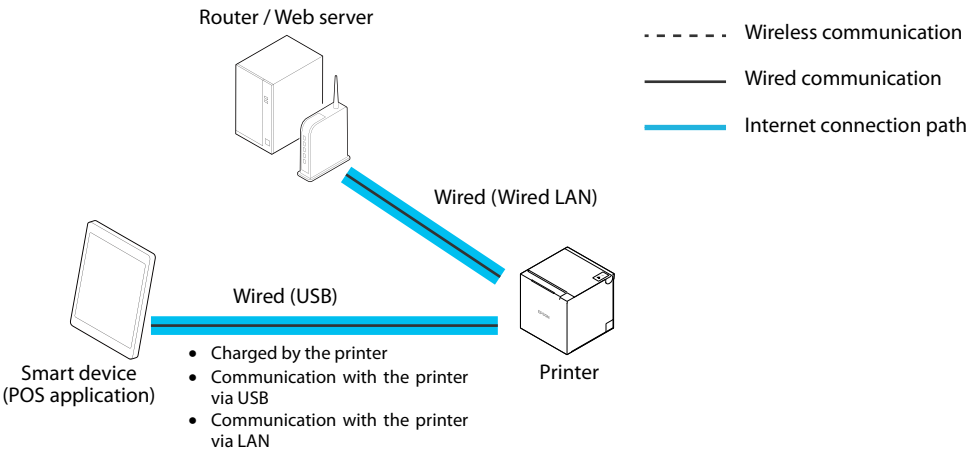 Router / Web server
Wireless communication
Wired communication
Internet connection path
Wired (Wired LAN)
Wired (USB)
EPSON
• Charged by the printer
• Communication with the printer
via USB
• Communication with the printer
via LAN
Smart device
(POS application)
Printer